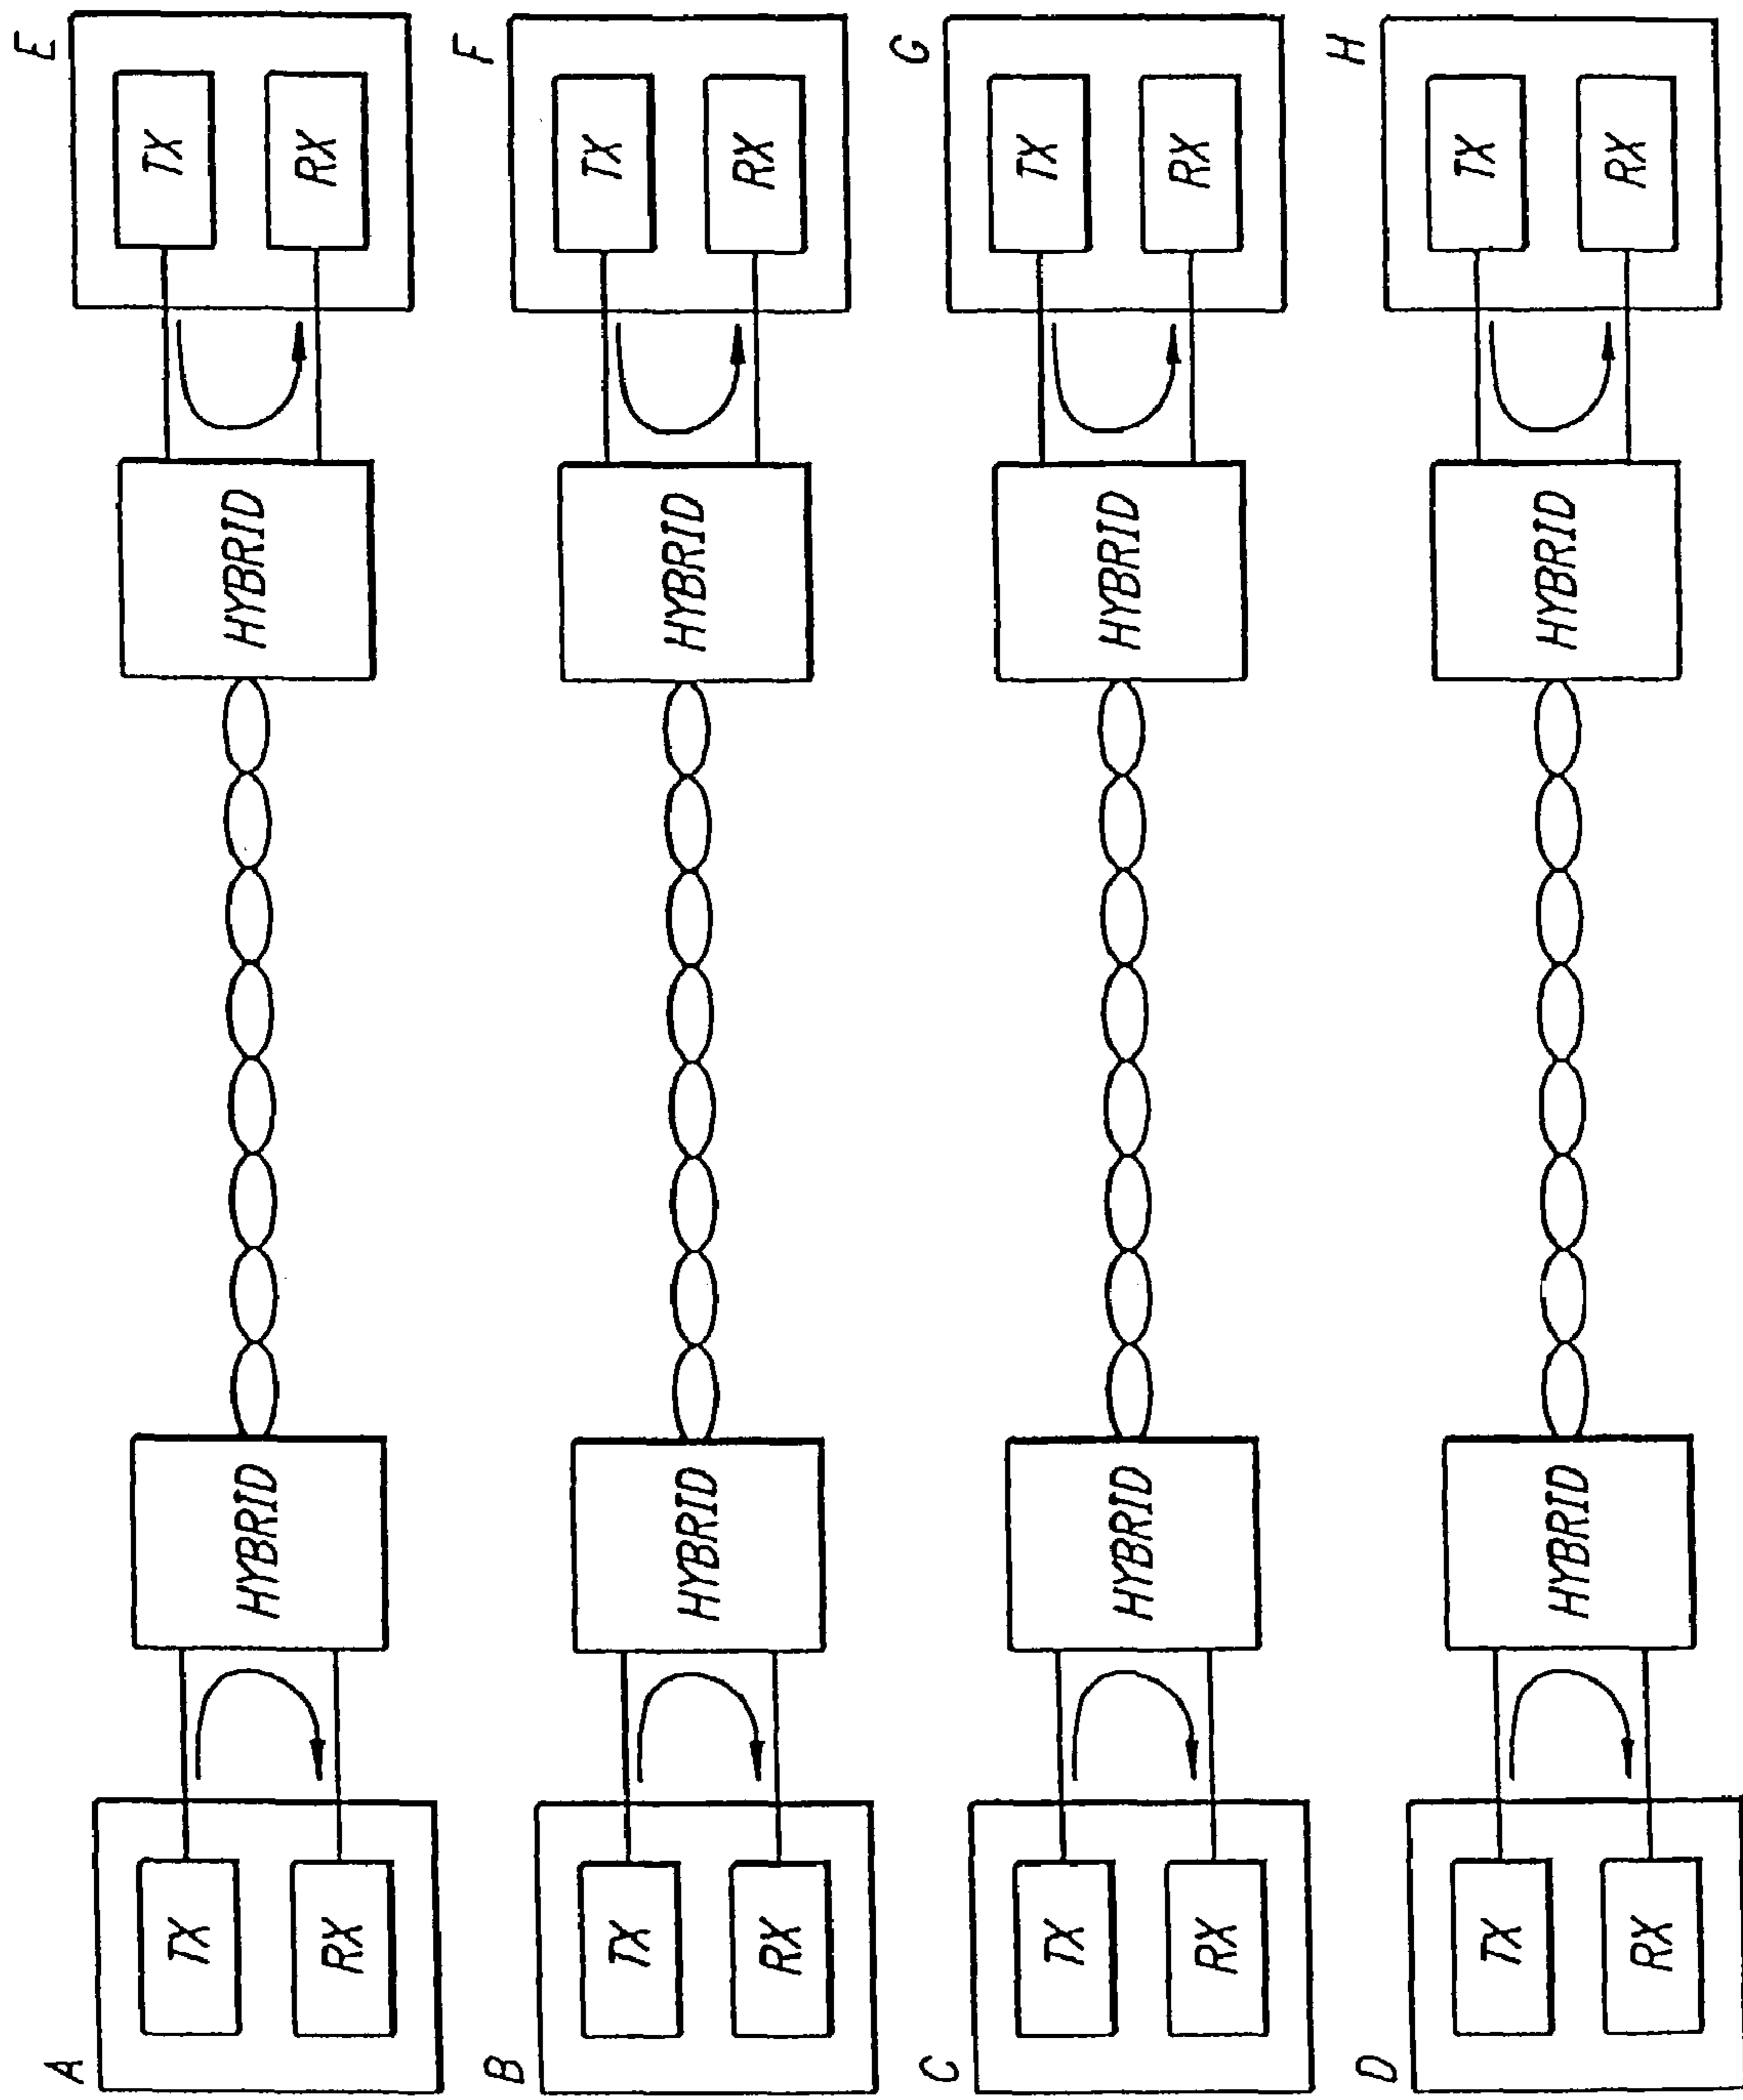 A
TX
RX
HYBRID
HYBRID
E
TX
RX
B
TX
RX
HYBRID
HYBRID
F
TX
RX
C
TX
RX
HYBRID
HYBRID
G
TX
RX
D
TX
RX
HYBRID
HYBRID
H
TX
RX